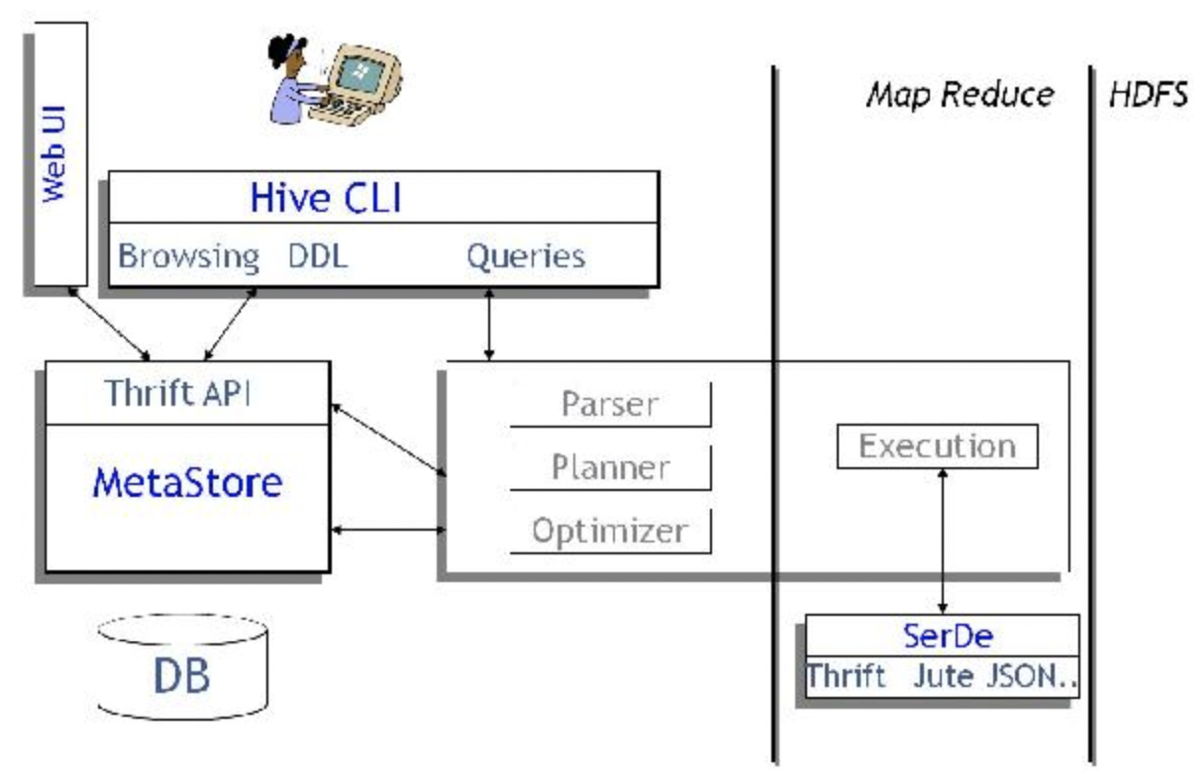 Map Reduce
HDFS
Web UI
Hive CLI
Browsing DDL Queries
Thrift API
MetaStore
Parser
Planner
Optimizer
Execution
DB
SerDe
Thrift Jute JSON..